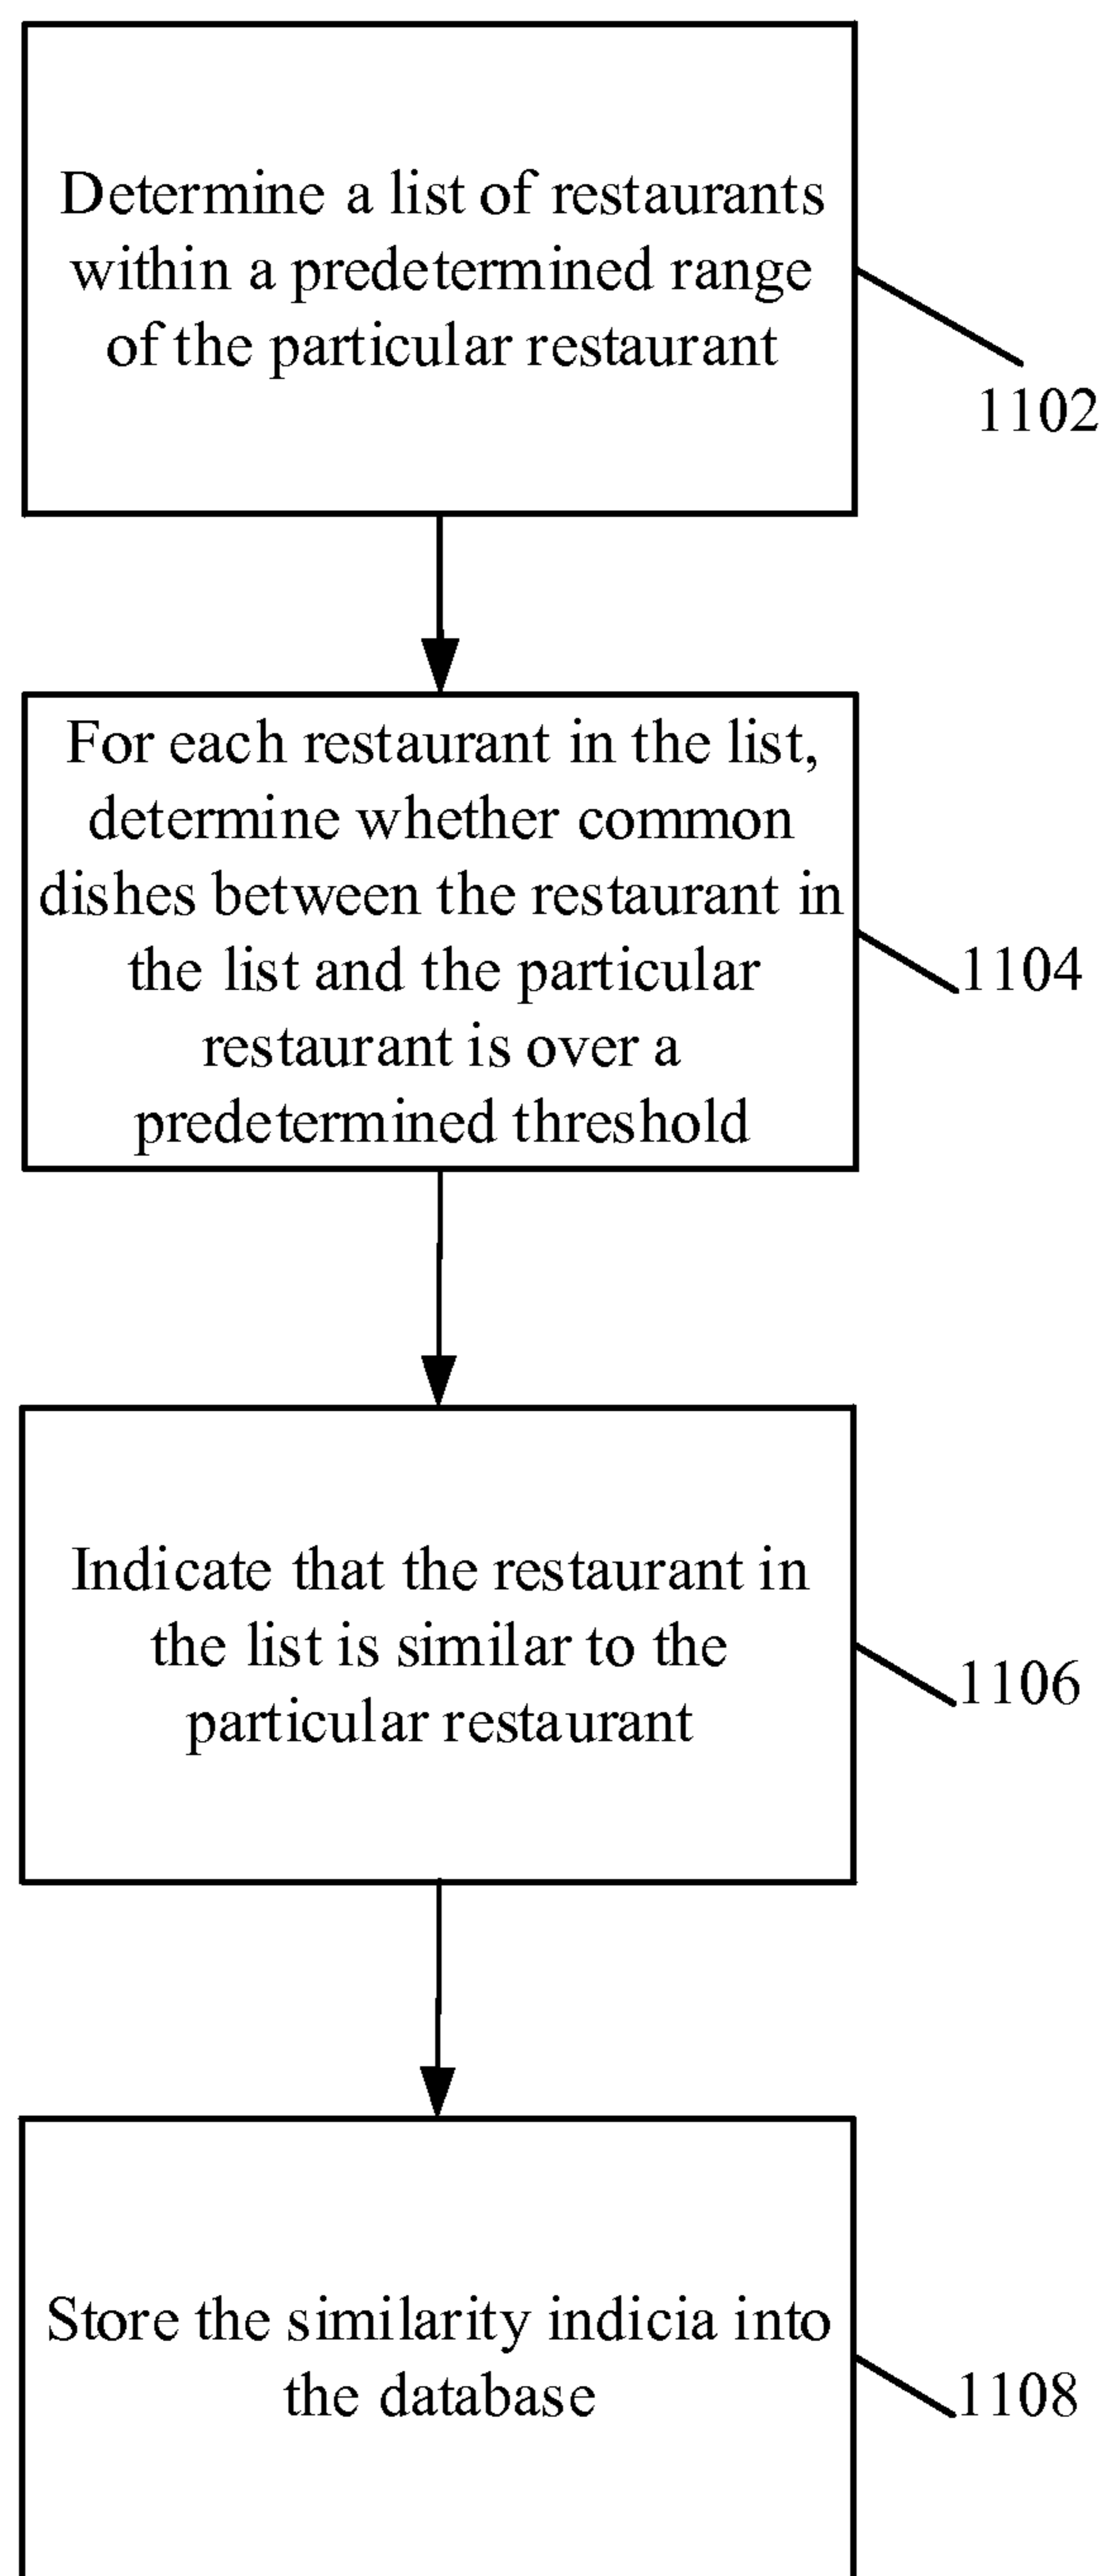 Determine a list of restaurants
within a predetermined range
of the particular restaurant
1102
For each restaurant in the list,
determine whether common
dishes between the restaurant in
the list and the particular
restaurant is over a
predetermined threshold
1104
Indicate that the restaurant in
the list is similar to the
particular restaurant
1106
Store the similarity indicia into
the database
1108